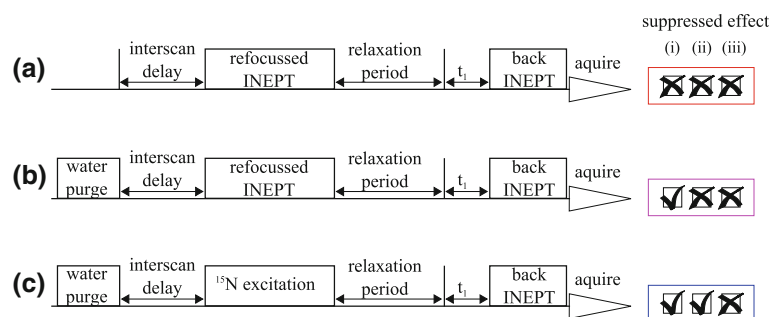 suppressed effect
(i) (ii) (iii)
(a) interscan delay refocussed INEPT relaxation period t1 back INEPT aquire
(b) water purge interscan delay refocussed INEPT relaxation period t1 back INEPT aquire
(c) water purge interscan delay 15N excitation relaxation period t1 back INEPT aquire